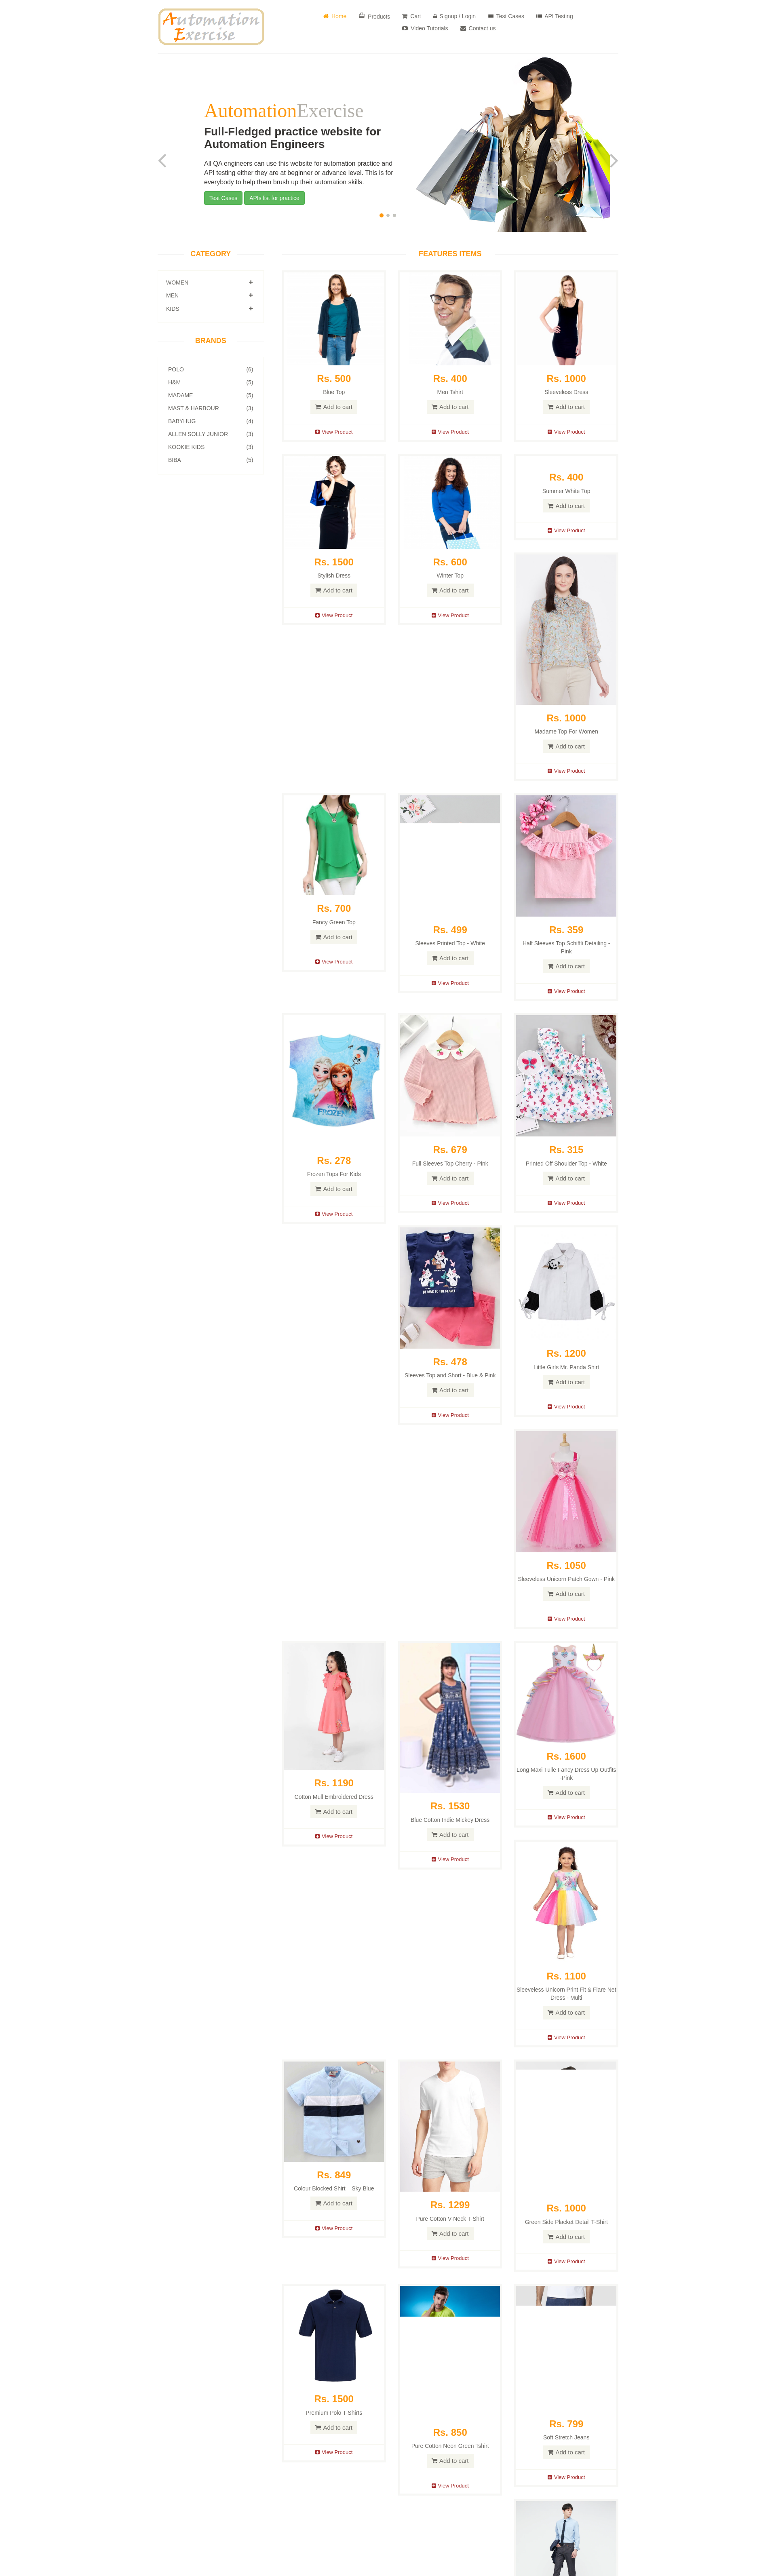 Automation
Exercise
Home
Products
Cart
Signup / Login
Test Cases
API Testing
Video Tutorials
Contact us
AutomationExercise
Full-Fledged practice website for
Automation Engineers
All QA engineers can use this website for automation practice and
API testing either they are at beginner or advance level. This is for
everybody to help them brush up their automation skills.
Test Cases
APIs list for practice
CATEGORY
WOMEN
MEN
KIDS
BRANDS
POLO (6)
H&M (5)
MADAME (5)
MAST & HARBOUR (3)
BABYHUG (4)
ALLEN SOLLY JUNIOR (3)
KOOKIE KIDS (3)
BIBA (5)
FEATURES ITEMS
Rs. 500
Blue Top
Add to cart
View Product
Rs. 400
Men Tshirt
Add to cart
View Product
Rs. 1000
Sleeveless Dress
Add to cart
View Product
Rs. 1500
Stylish Dress
Add to cart
View Product
Rs. 600
Winter Top
Add to cart
View Product
Rs. 400
Summer White Top
Add to cart
View Product
Rs. 1000
Madame Top For Women
Add to cart
View Product
Rs. 700
Fancy Green Top
Add to cart
View Product
Rs. 499
Sleeves Printed Top - White
Add to cart
View Product
Rs. 359
Half Sleeves Top Schiffli Detailing -
Pink
Add to cart
View Product
FROZEN
Rs. 278
Frozen Tops For Kids
Add to cart
View Product
Rs. 679
Full Sleeves Top Cherry - Pink
Add to cart
View Product
Rs. 315
Printed Off Shoulder Top - White
Add to cart
View Product
Rs. 478
Sleeves Top and Short - Blue & Pink
Add to cart
View Product
Rs. 1200
Little Girls Mr. Panda Shirt
Add to cart
View Product
Rs. 1050
Sleeveless Unicorn Patch Gown - Pink
Add to cart
View Product
Rs. 1190
Cotton Mull Embroidered Dress
Add to cart
View Product
Rs. 1530
Blue Cotton Indie Mickey Dress
Add to cart
View Product
Rs. 1600
Long Maxi Tulle Fancy Dress Up Outfits
-Pink
Add to cart
View Product
Rs. 1100
Sleeveless Unicorn Print Fit & Flare Net
Dress - Multi
Add to cart
View Product
Rs. 849
Colour Blocked Shirt – Sky Blue
Add to cart
View Product
Rs. 1299
Pure Cotton V-Neck T-Shirt
Add to cart
View Product
Rs. 1000
Green Side Placket Detail T-Shirt
Add to cart
View Product
Rs. 1500
Premium Polo T-Shirts
Add to cart
View Product
Rs. 850
Pure Cotton Neon Green Tshirt
Add to cart
View Product
Rs. 799
Soft Stretch Jeans
Add to cart
View Product